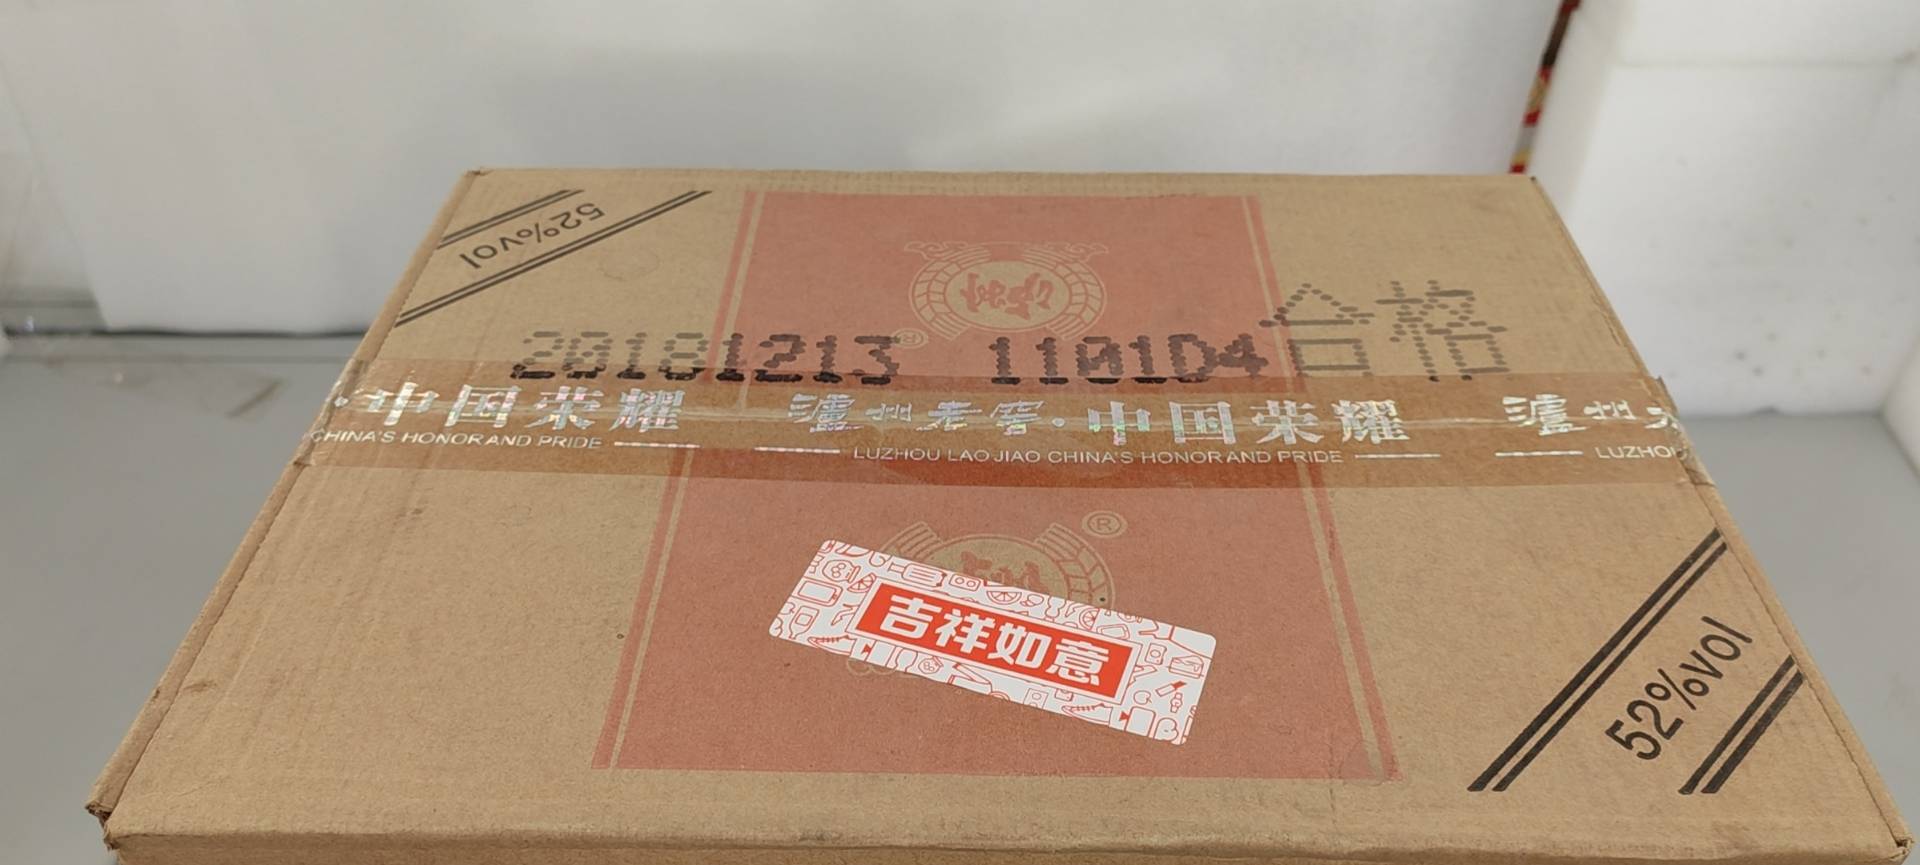 52%vol
®
20181213 1101D4 合格
·中国荣耀 泸州老窖·中国荣耀 泸州
CHINA'S HONOR AND PRIDE LUZHOU LAO JIAO CHINA'S HONOR AND PRIDE LUZHO
®
吉祥如意
52%vol